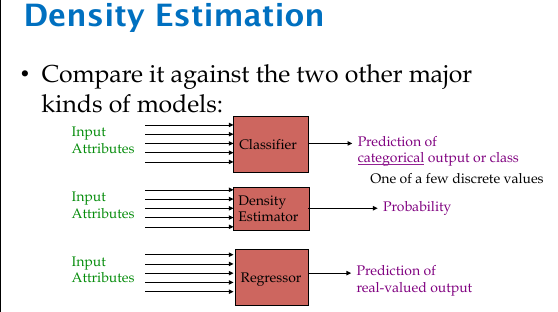 Density Estimation
• Compare it against the two other major
kinds of models:
Input
Attributes
Classifier
Prediction of
categorical output or class
One of a few discrete values
Input
Attributes
Density
Estimator
Probability
Input
Attributes
Regressor
Prediction of
real-valued output